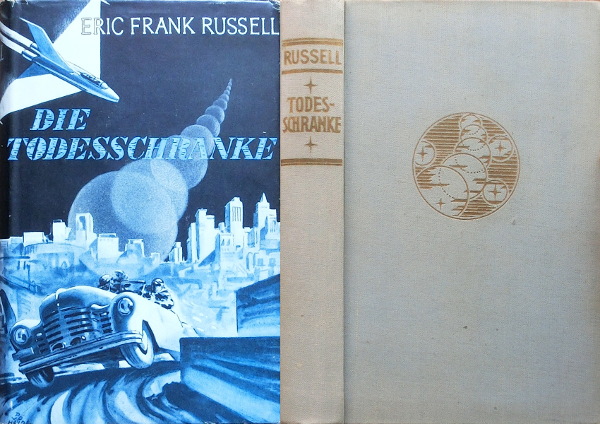 ERIC FRANK RUSSELL
DIE
TODESSCHRANKE
RUSSELL
TODES-
SCHRANKE